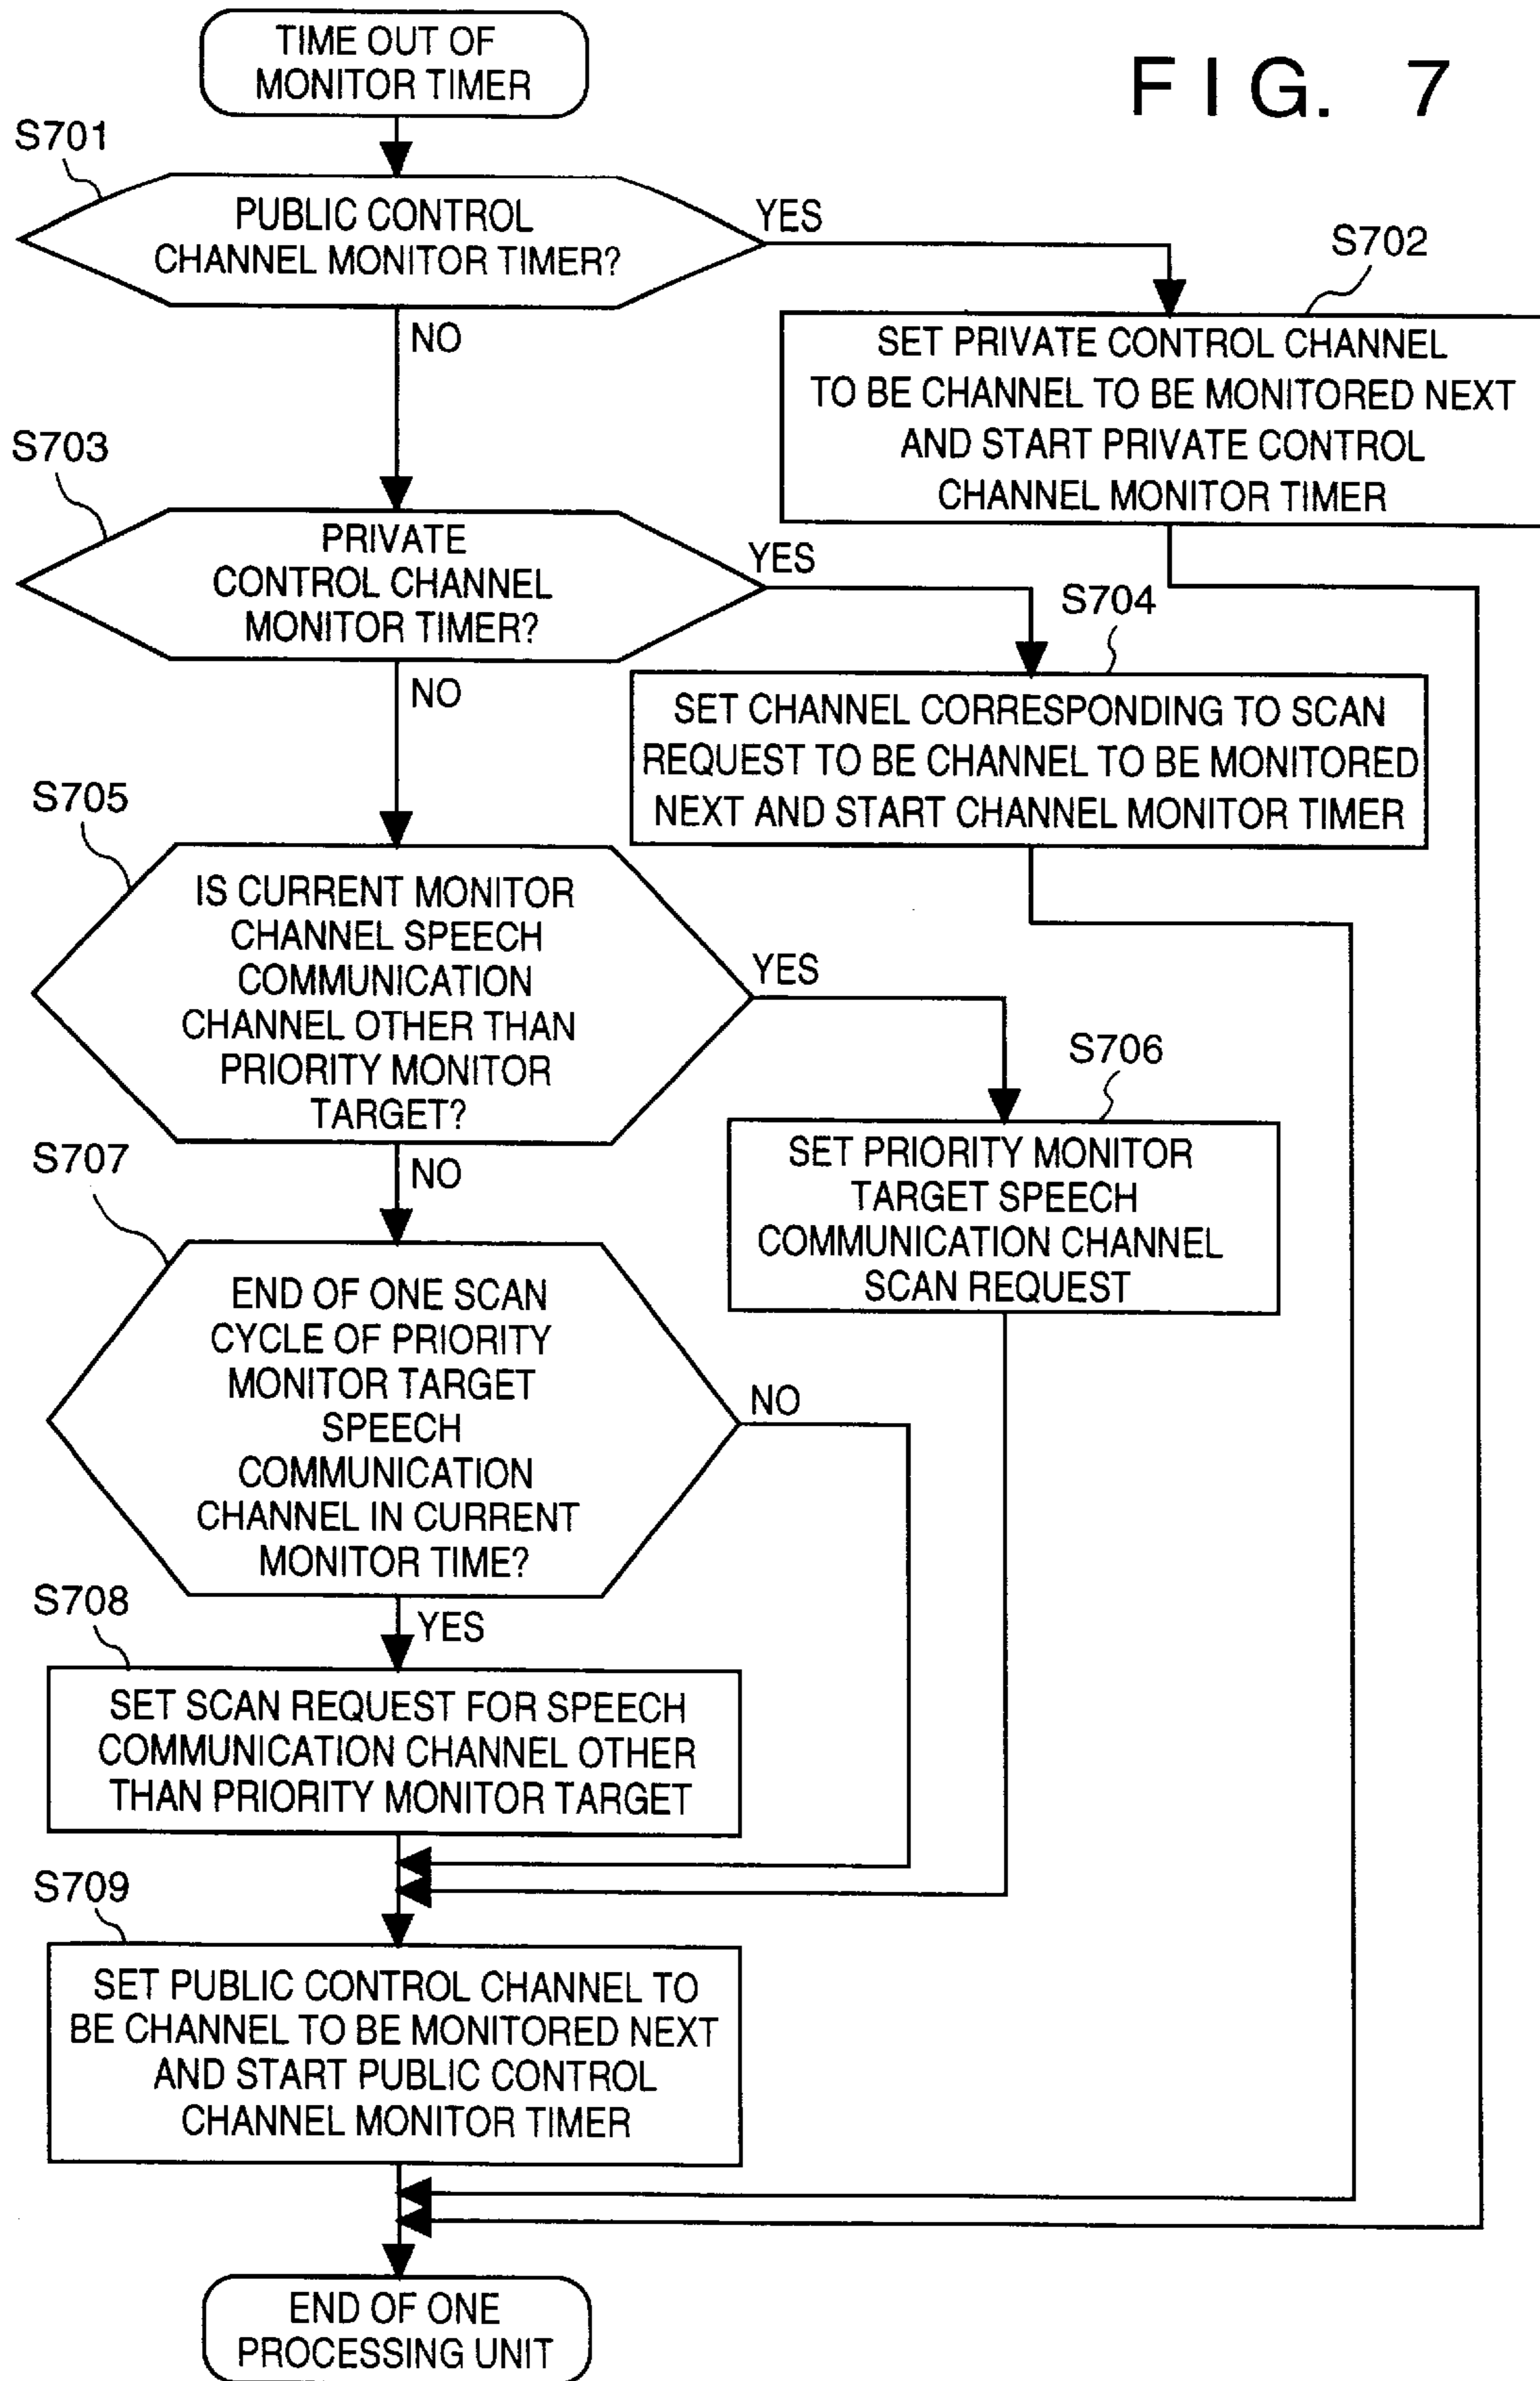 FIG. 7
TIME OUT OF
MONITOR TIMER
S701
PUBLIC CONTROL
CHANNEL MONITOR TIMER?
YES
NO
S702
SET PRIVATE CONTROL CHANNEL
TO BE CHANNEL TO BE MONITORED NEXT
AND START PRIVATE CONTROL
CHANNEL MONITOR TIMER
S703
PRIVATE
CONTROL CHANNEL
MONITOR TIMER?
YES
NO
S704
SET CHANNEL CORRESPONDING TO SCAN
REQUEST TO BE CHANNEL TO BE MONITORED
NEXT AND START CHANNEL MONITOR TIMER
S705
IS CURRENT MONITOR
CHANNEL SPEECH
COMMUNICATION
CHANNEL OTHER THAN
PRIORITY MONITOR
TARGET?
YES
NO
S706
SET PRIORITY MONITOR
TARGET SPEECH
COMMUNICATION CHANNEL
SCAN REQUEST
S707
END OF ONE SCAN
CYCLE OF PRIORITY
MONITOR TARGET
SPEECH
COMMUNICATION
CHANNEL IN CURRENT
MONITOR TIME?
NO
YES
S708
SET SCAN REQUEST FOR SPEECH
COMMUNICATION CHANNEL OTHER
THAN PRIORITY MONITOR TARGET
S709
SET PUBLIC CONTROL CHANNEL TO
BE CHANNEL TO BE MONITORED NEXT
AND START PUBLIC CONTROL
CHANNEL MONITOR TIMER
END OF ONE
PROCESSING UNIT